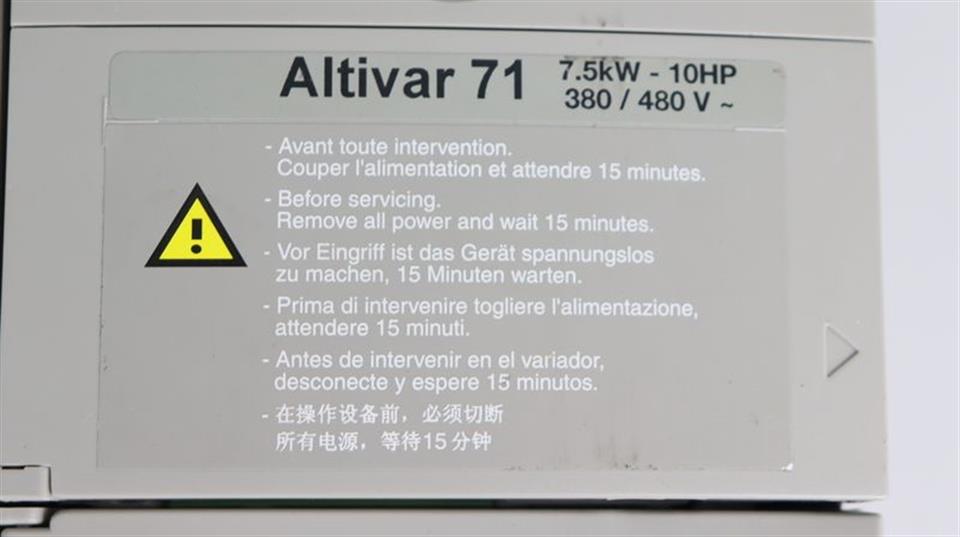 Altivar 71 7.5kW - 10HP
380 / 480 V ~
- Avant toute intervention.
Couper l'alimentation et attendre 15 minutes.
- Before servicing.
Remove all power and wait 15 minutes.
- Vor Eingriff ist das Gerät spannungslos
zu machen, 15 Minuten warten.
- Prima di intervenire togliere l'alimentazione,
attendere 15 minuti.
- Antes de intervenir en el variador,
desconecte y espere 15 minutos.
- 在操作设备前，必须切断
所有电源，等待15分钟